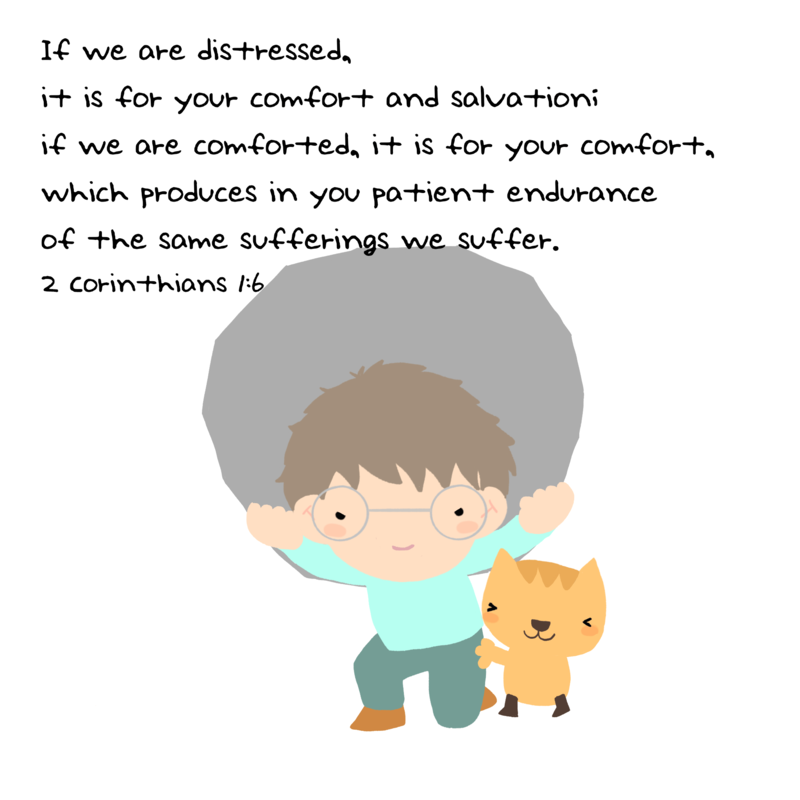 If we are distressed,
it is for your comfort and salvation;
if we are comforted, it is for your comfort,
which produces in you patient endurance
of the same sufferings we suffer.
2 Corinthians 1:6